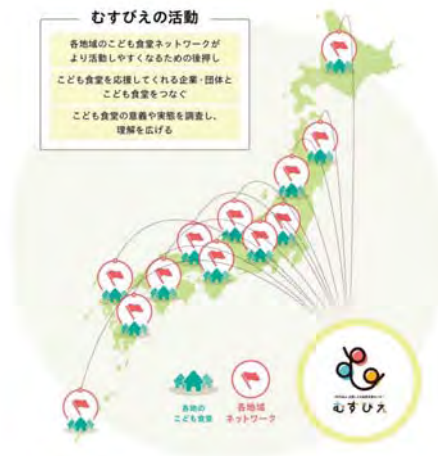 むすびえの活動
各地域のこども食堂ネットワークが
より活動しやすくなるための後押し
こども食堂を応援してくれる企業・団体と
こども食堂をつなぐ
こども食堂の意義や実態を調査し、
理解を広げる
各地の
こども食堂
各地域
ネットワーク
むすびえ